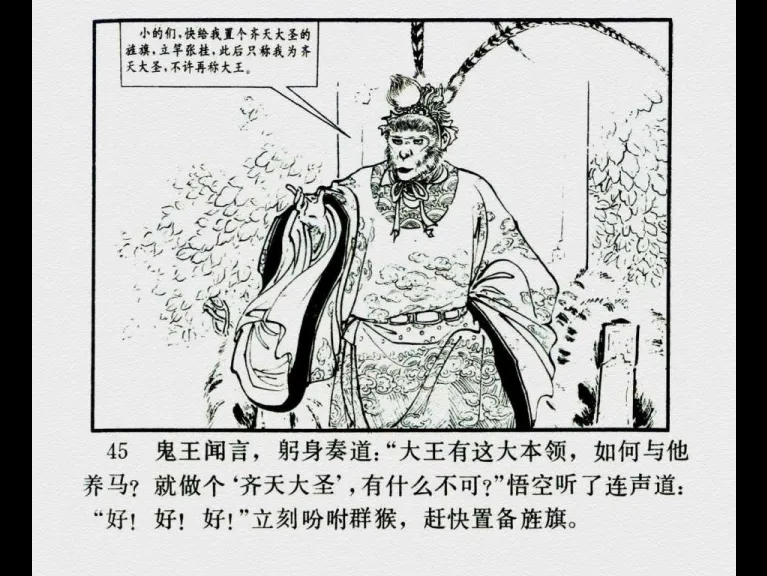 小的们，快给我置个齐天大圣的
旌旗，立竿张挂，此后只称我为齐
天大圣，不许再称大王。
45 鬼王闻言，躬身奏道：“大王有这大本领，如何与他
养马？就做个‘齐天大圣’，有什么不可？”悟空听了连声道：
“好！好！好！”立刻吩咐群猴，赶快置备旌旗。